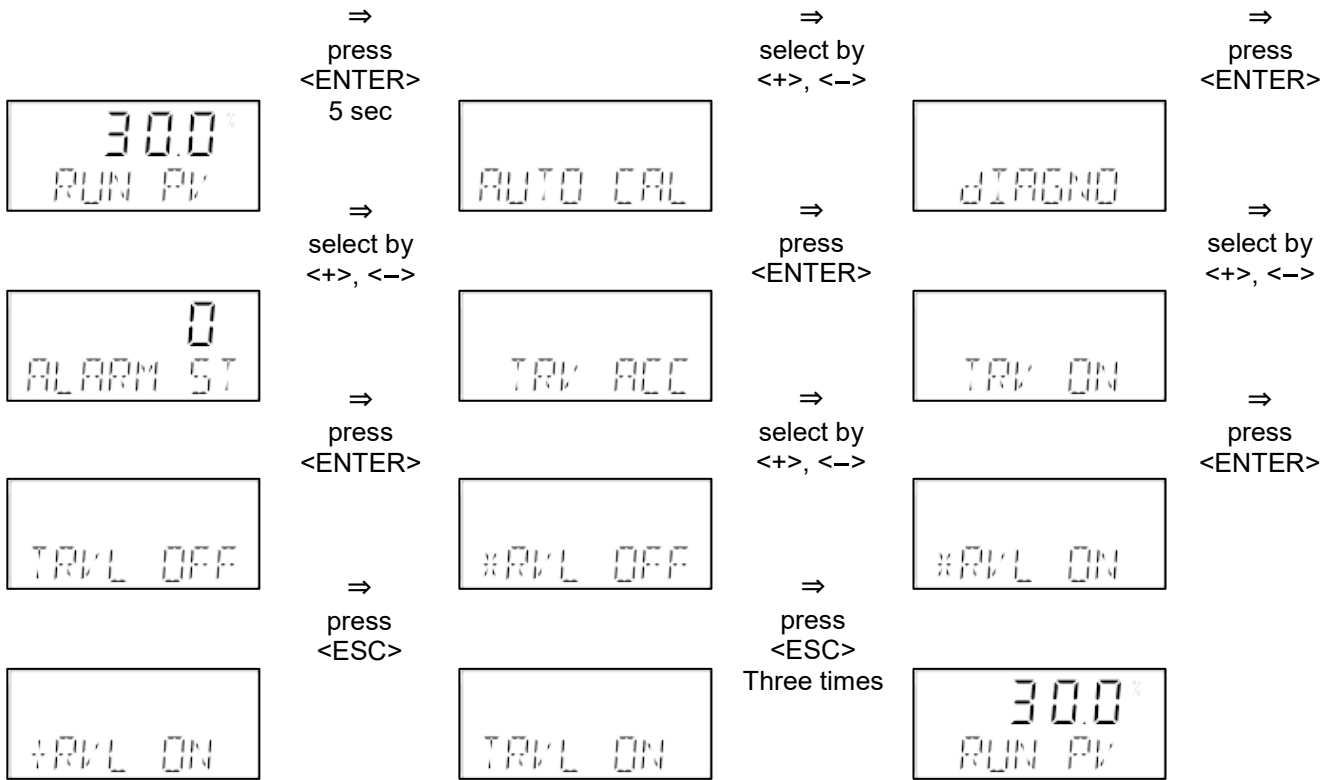 ⇒
press
<ENTER>
5 sec
⇒
select by
<+>, <–>
⇒
press
<ENTER>
30.0 %
RUN PV
AUTO CAL
dIAGNO
⇒
select by
<+>, <–>
⇒
press
<ENTER>
⇒
select by
<+>, <–>
0
ALARM ST
TRV ACC
TRV ON
⇒
press
<ENTER>
⇒
select by
<+>, <–>
⇒
press
<ENTER>
TRVL OFF
*RVL OFF
*RVL ON
⇒
press
<ESC>
⇒
press
<ESC>
Three times
+RVL ON
TRVL ON
30.0 %
RUN PV